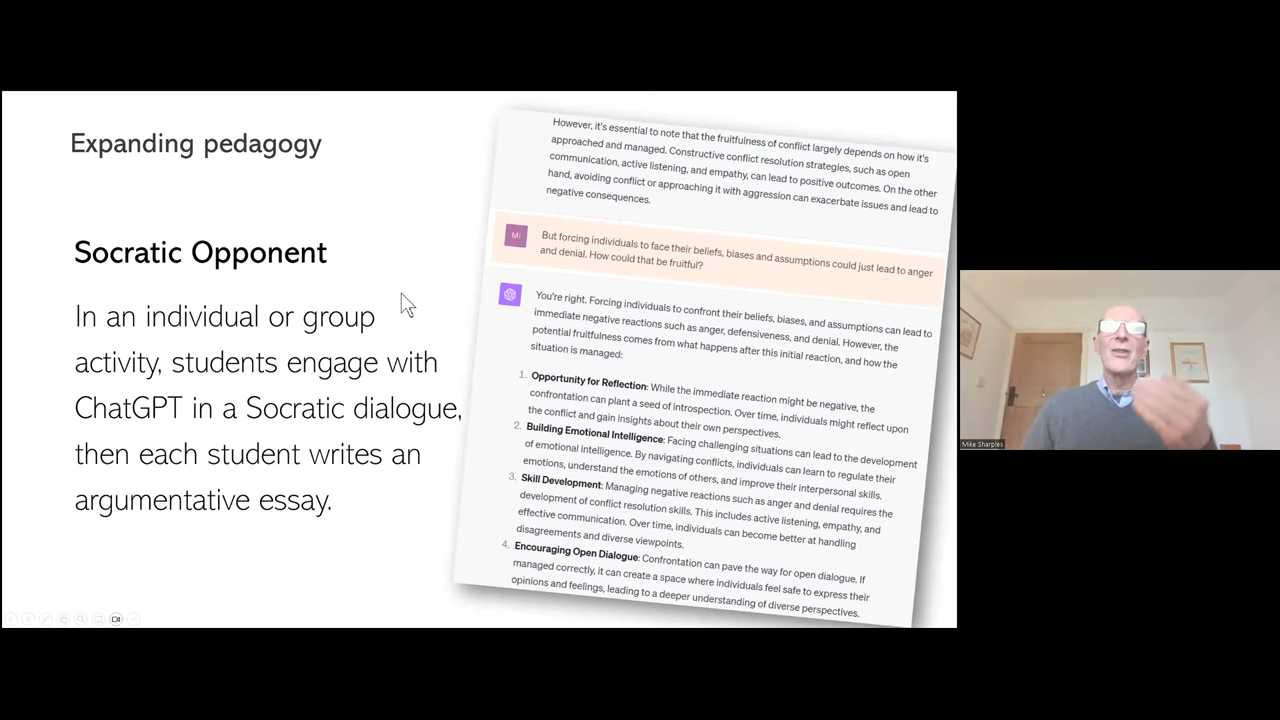 Expanding pedagogy
Socratic Opponent
In an individual or group
activity, students engage with
ChatGPT in a Socratic dialogue,
then each student writes an
argumentative essay.
However, it's essential to note that the fruitfulness of conflict largely depends on how it's
approached and managed. Constructive conflict resolution strategies, such as open
communication, active listening, and empathy, can lead to positive outcomes. On the other
hand, avoiding conflict or approaching it with aggression can exacerbate issues and lead to
negative consequences.
MI
But forcing individuals to face their beliefs, biases and assumptions could just lead to anger
and denial. How could that be fruitful?
You're right. Forcing individuals to confront their beliefs, biases, and assumptions can lead to
immediate negative reactions such as anger, defensiveness, and denial. However, the
potential fruitfulness comes from what happens after this initial reaction, and how the
situation is managed:
1. Opportunity for Reflection: While the immediate reaction might be negative, the
confrontation can plant a seed of introspection. Over time, individuals might reflect upon
the conflict and gain insights about their own perspectives.
2. Building Emotional Intelligence: Facing challenging situations can lead to the development
of emotional intelligence. By navigating conflicts, individuals can learn to regulate their
emotions, understand the emotions of others, and improve their interpersonal skills.
3. Skill Development: Managing negative reactions such as anger and denial requires the
development of conflict resolution skills. This includes active listening, empathy, and
effective communication. Over time, individuals can become better at handling
disagreements and diverse viewpoints.
4. Encouraging Open Dialogue: Confrontation can pave the way for open dialogue. If
managed correctly, it can create a space where individuals feel safe to express their
opinions and feelings, leading to a deeper understanding of diverse perspectives.
Mike Sharples